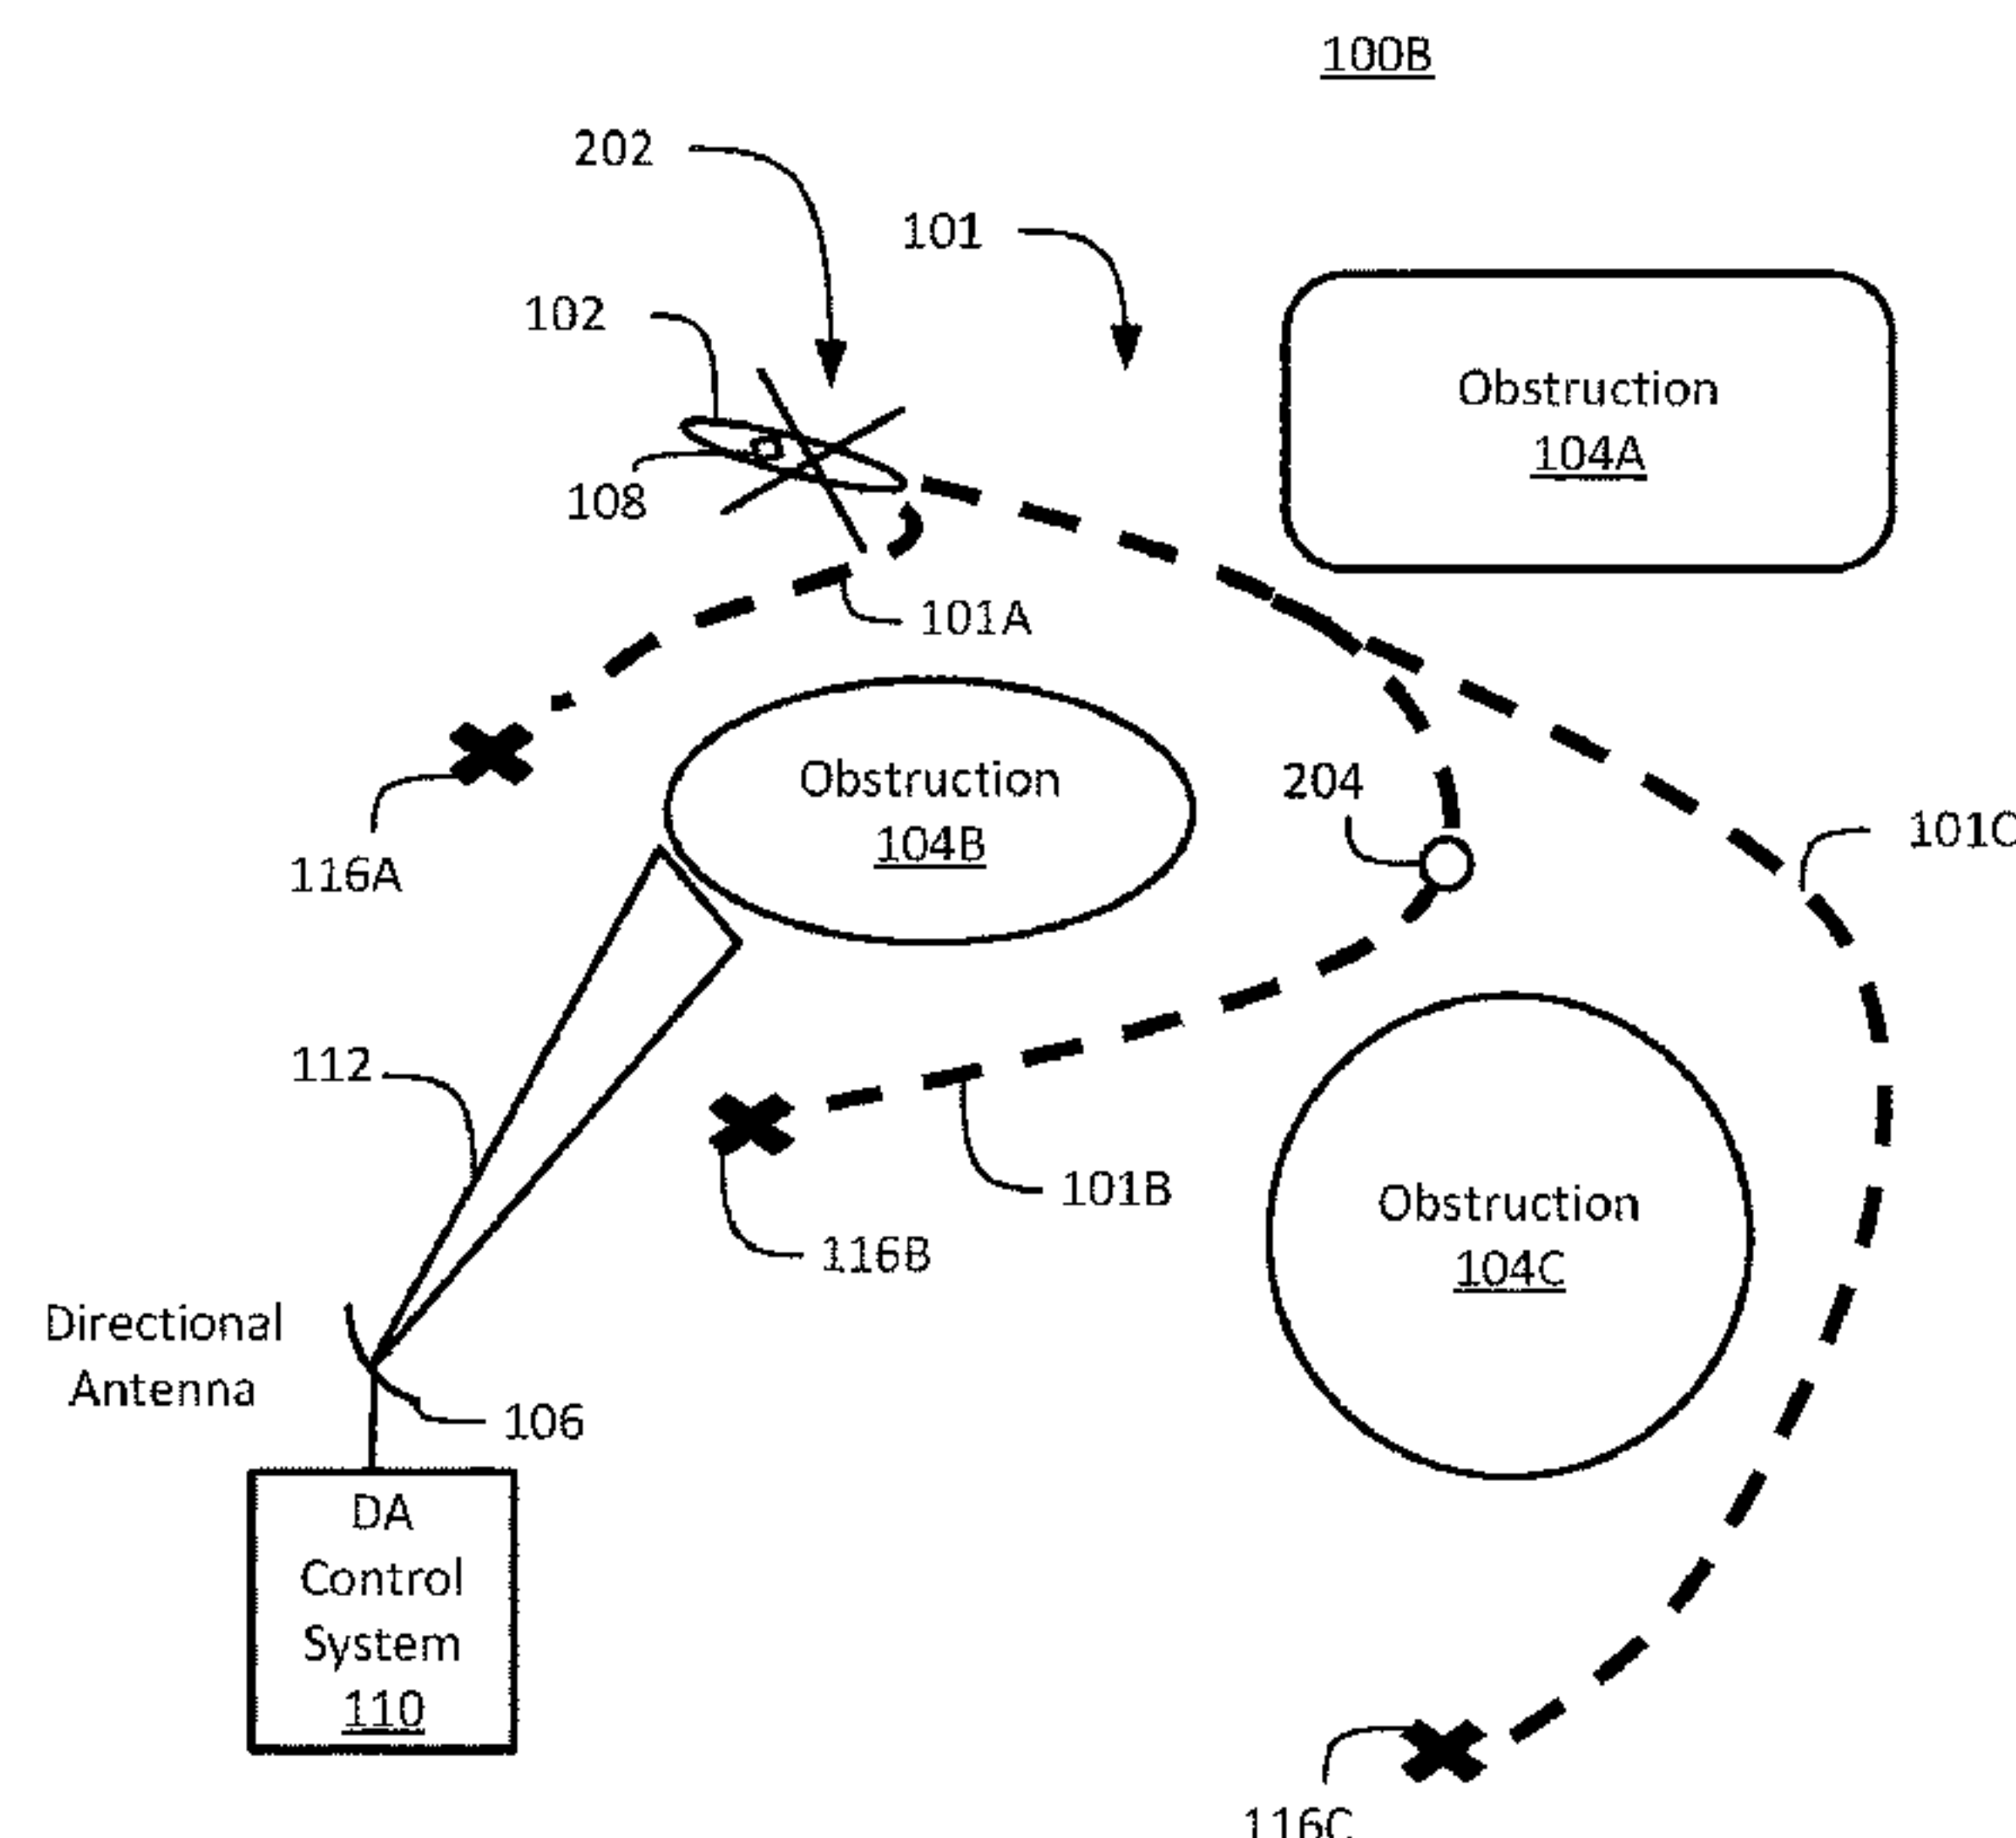 100B
202
101
102
Obstruction
104A
108
101A
Obstruction
104B
204
101C
116A
112
101B
Obstruction
104C
116B
Directional
Antenna
106
DA
Control
System
110
116C